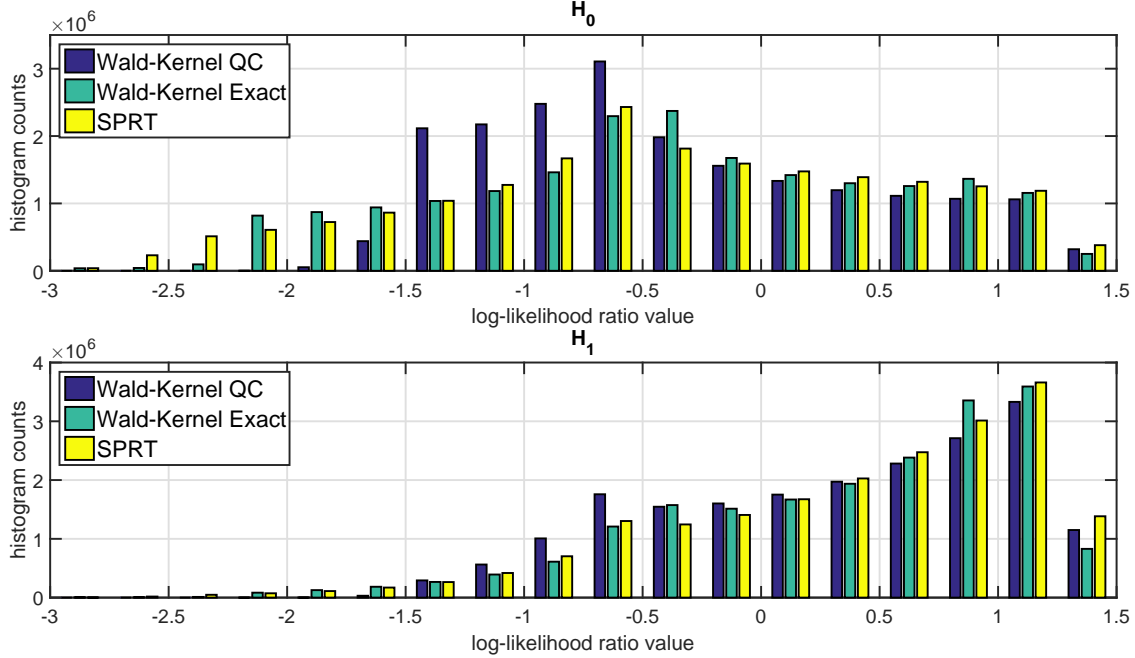 H0
×10^6
histogram counts
3
2
1
0
Wald-Kernel QC
Wald-Kernel Exact
SPRT
-3 -2.5 -2 -1.5 -1 -0.5 0 0.5 1 1.5
log-likelihood ratio value
H1
×10^6
histogram counts
4
3
2
1
0
Wald-Kernel QC
Wald-Kernel Exact
SPRT
-3 -2.5 -2 -1.5 -1 -0.5 0 0.5 1 1.5
log-likelihood ratio value